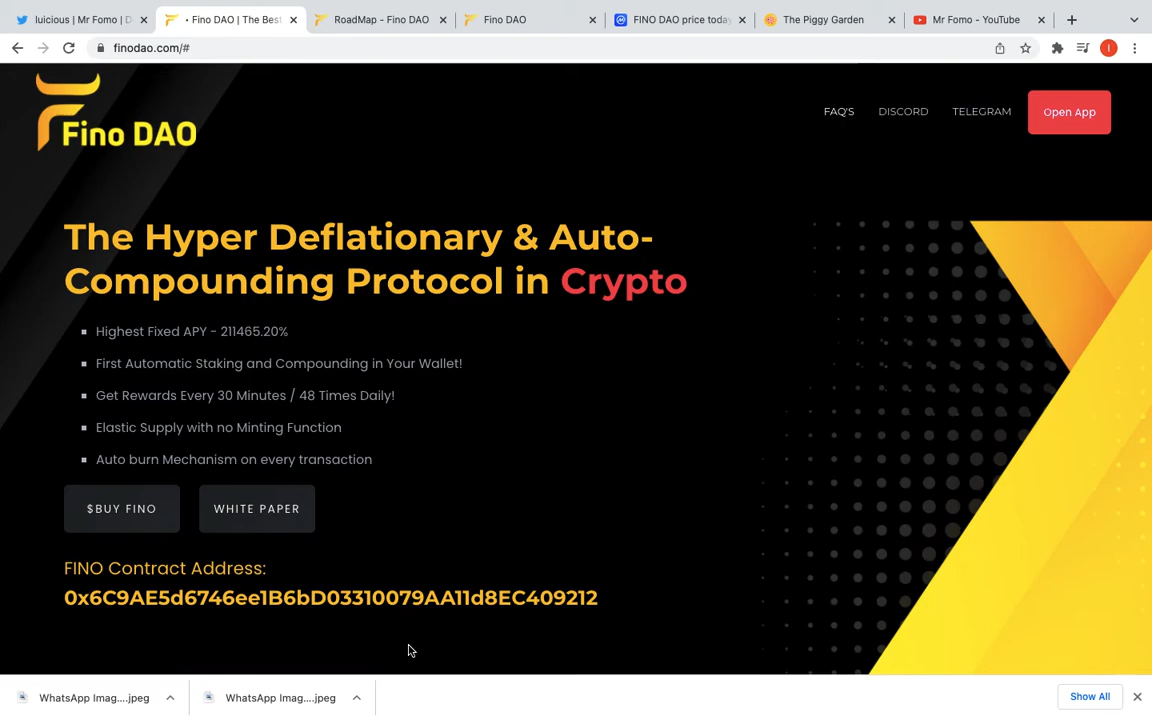 luicious | Mr Fomo | D
• Fino DAO | The Best
RoadMap - Fino DAO
Fino DAO
FINO DAO price today
The Piggy Garden
Mr Fomo - YouTube
finodao.com/#
I
Fino DAO
FAQ'S
DISCORD
TELEGRAM
Open App
The Hyper Deflationary & Auto-
Compounding Protocol in Crypto
Highest Fixed APY - 211465.20%
First Automatic Staking and Compounding in Your Wallet!
Get Rewards Every 30 Minutes / 48 Times Daily!
Elastic Supply with no Minting Function
Auto burn Mechanism on every transaction
$BUY FINO
WHITE PAPER
FINO Contract Address:
0x6C9AE5d6746ee1B6bD03310079AA11d8EC409212
WhatsApp Imag....jpeg
WhatsApp Imag....jpeg
Show All